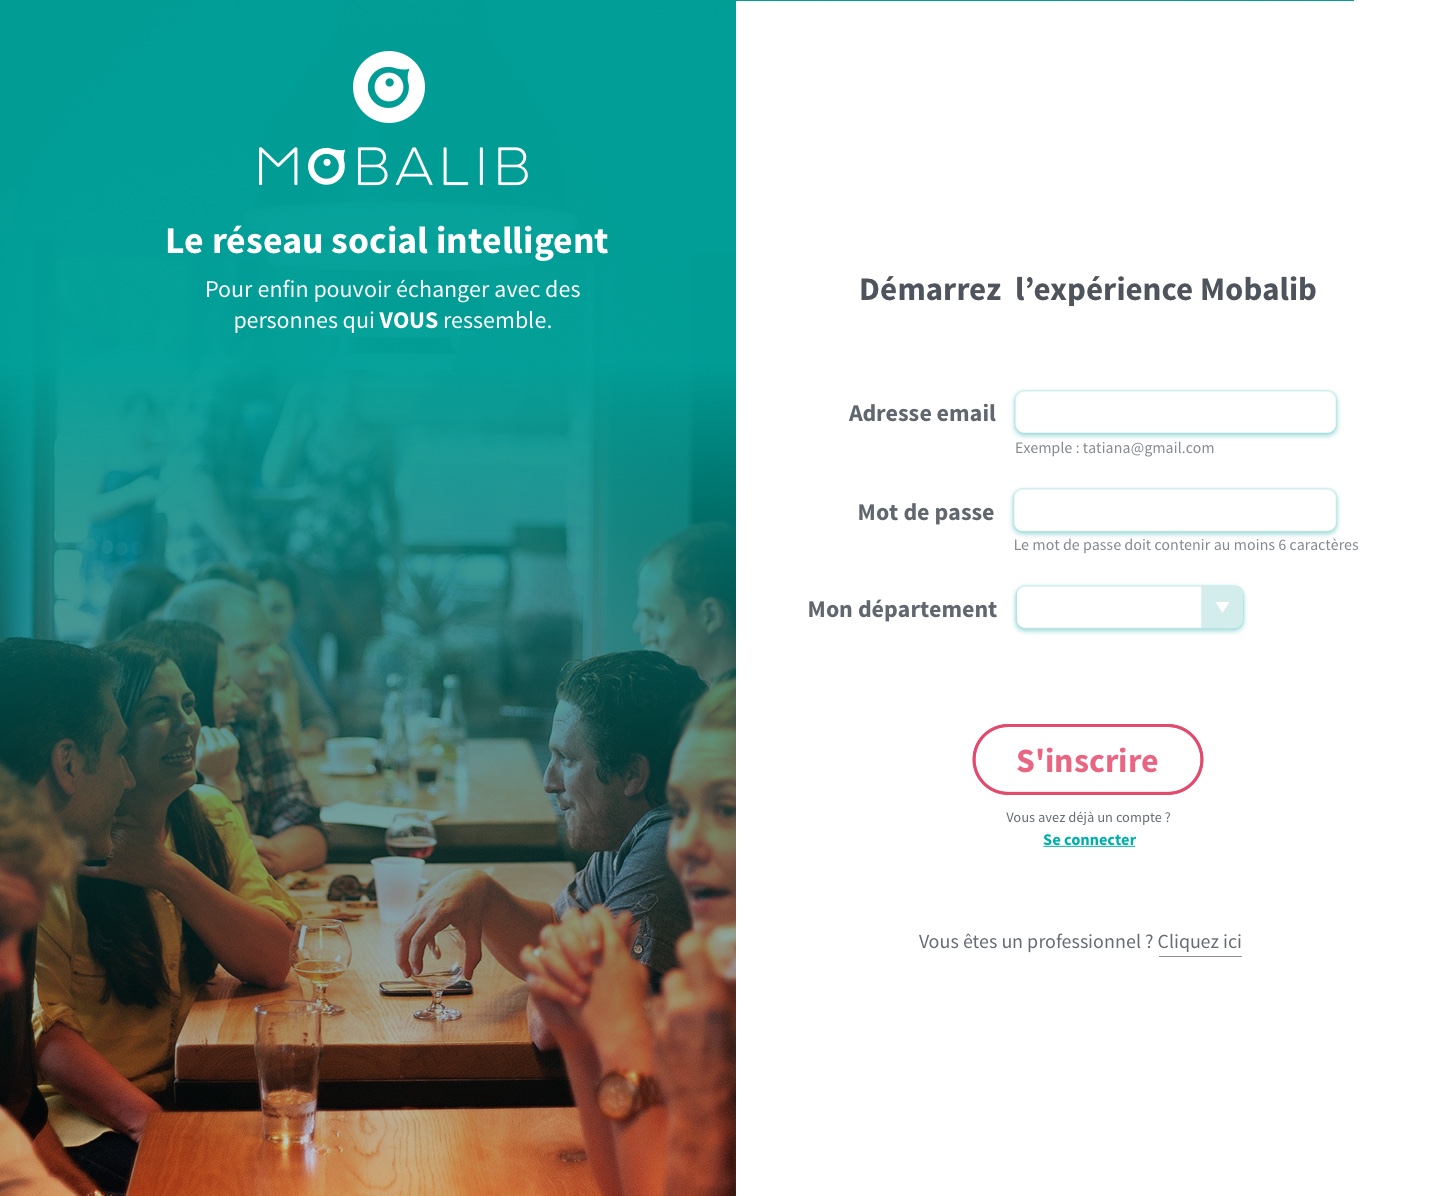 MOBALIB
Le réseau social intelligent
Pour enfin pouvoir échanger avec des
personnes qui VOUS ressemble.
Démarrez l’expérience Mobalib
Adresse email
Exemple : tatiana@gmail.com
Mot de passe
Le mot de passe doit contenir au moins 6 caractères
Mon département
S'inscrire
Vous avez déjà un compte ?
Se connecter
Vous êtes un professionnel ? Cliquez ici